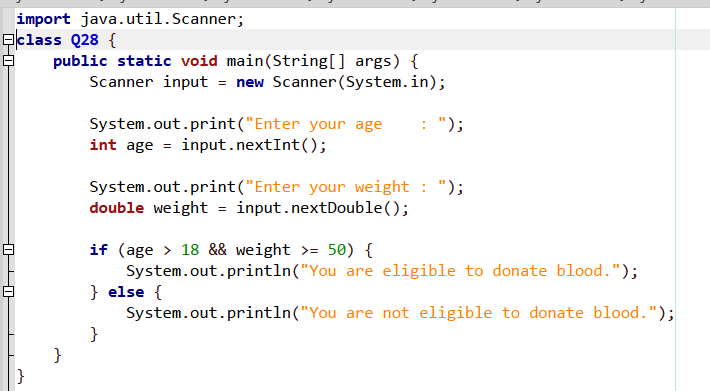 import java.util.Scanner;
class Q28 {
    public static void main(String[] args) {
        Scanner input = new Scanner(System.in);

        System.out.print("Enter your age    : ");
        int age = input.nextInt();

        System.out.print("Enter your weight : ");
        double weight = input.nextDouble();

        if (age > 18 && weight >= 50) {
            System.out.println("You are eligible to donate blood.");
        } else {
            System.out.println("You are not eligible to donate blood.");
        }
    }
}